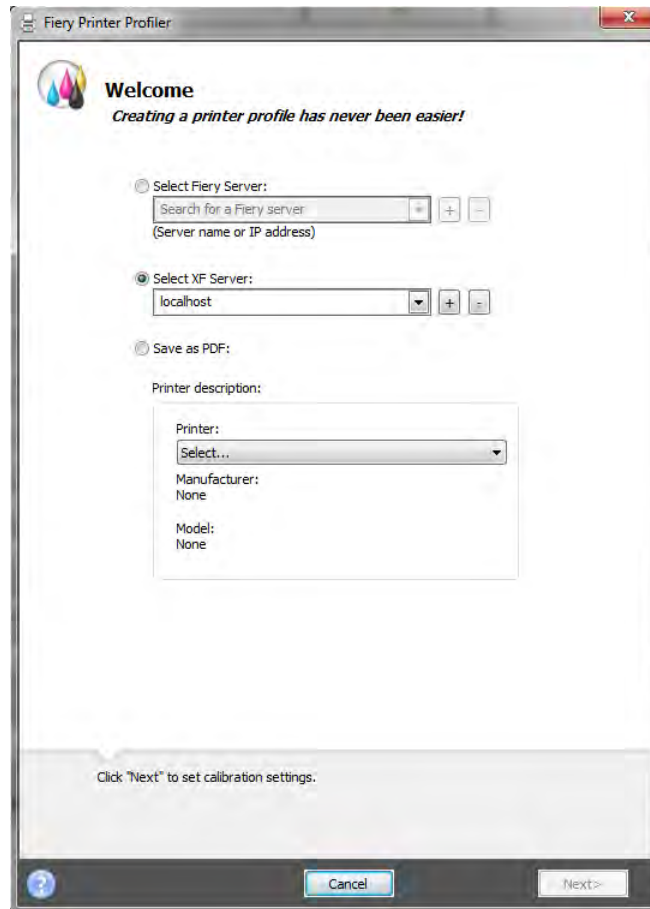 Fiery Printer Profiler
x
Welcome
Creating a printer profile has never been easier!
Select Fiery Server:
Search for a Fiery server
+ -
(Server name or IP address)
Select XF Server:
localhost
+ -
Save as PDF:
Printer description:
Printer:
Select...
Manufacturer:
None
Model:
None
Click "Next" to set calibration settings.
?
Cancel
Next>